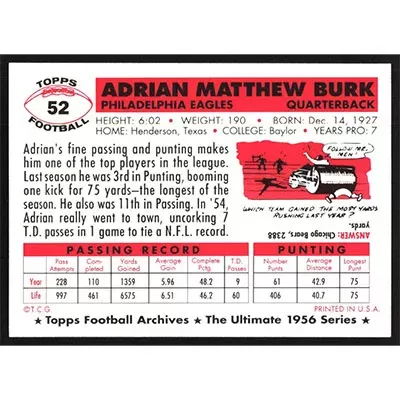 TOPPS
52
FOOTBALL
ADRIAN MATTHEW BURK
PHILADELPHIA EAGLES QUARTERBACK
HEIGHT: 6:02 • WEIGHT: 190 • BORN: Dec. 14, 1927
HOME: Henderson, Texas • COLLEGE: Baylor • YEARS PRO: 7
Adrian's fine passing and punting makes
him one of the top players in the league.
Last season he was 3rd in Punting, booming
one kick for 75 yards—the longest of the
season. He also was 11th in Passing. In '54,
Adrian really went to town, uncorking 7
T.D. passes in 1 game to tie a N.F.L. record.
FOLLOW ME, MEN!
WHICH TEAM GAINED THE MOST YARDS
RUSHING LAST YEAR?
ANSWER: Chicago Bears, 2388
yards.
PASSING RECORD PUNTING
Pass Attempts Completed Yards Gained Average Gain Completed Pct. T.D. Passes Number Punts Average Distance Longest Punt
Year 228 110 1359 5.96 48.2 9 61 42.9 75
Life 997 461 6.46 46.2 60 406 40.7 75
©T.C.G. PRINTED IN U.S.A.
★ Topps Football Archives ★ The Ultimate 1956 Series ★